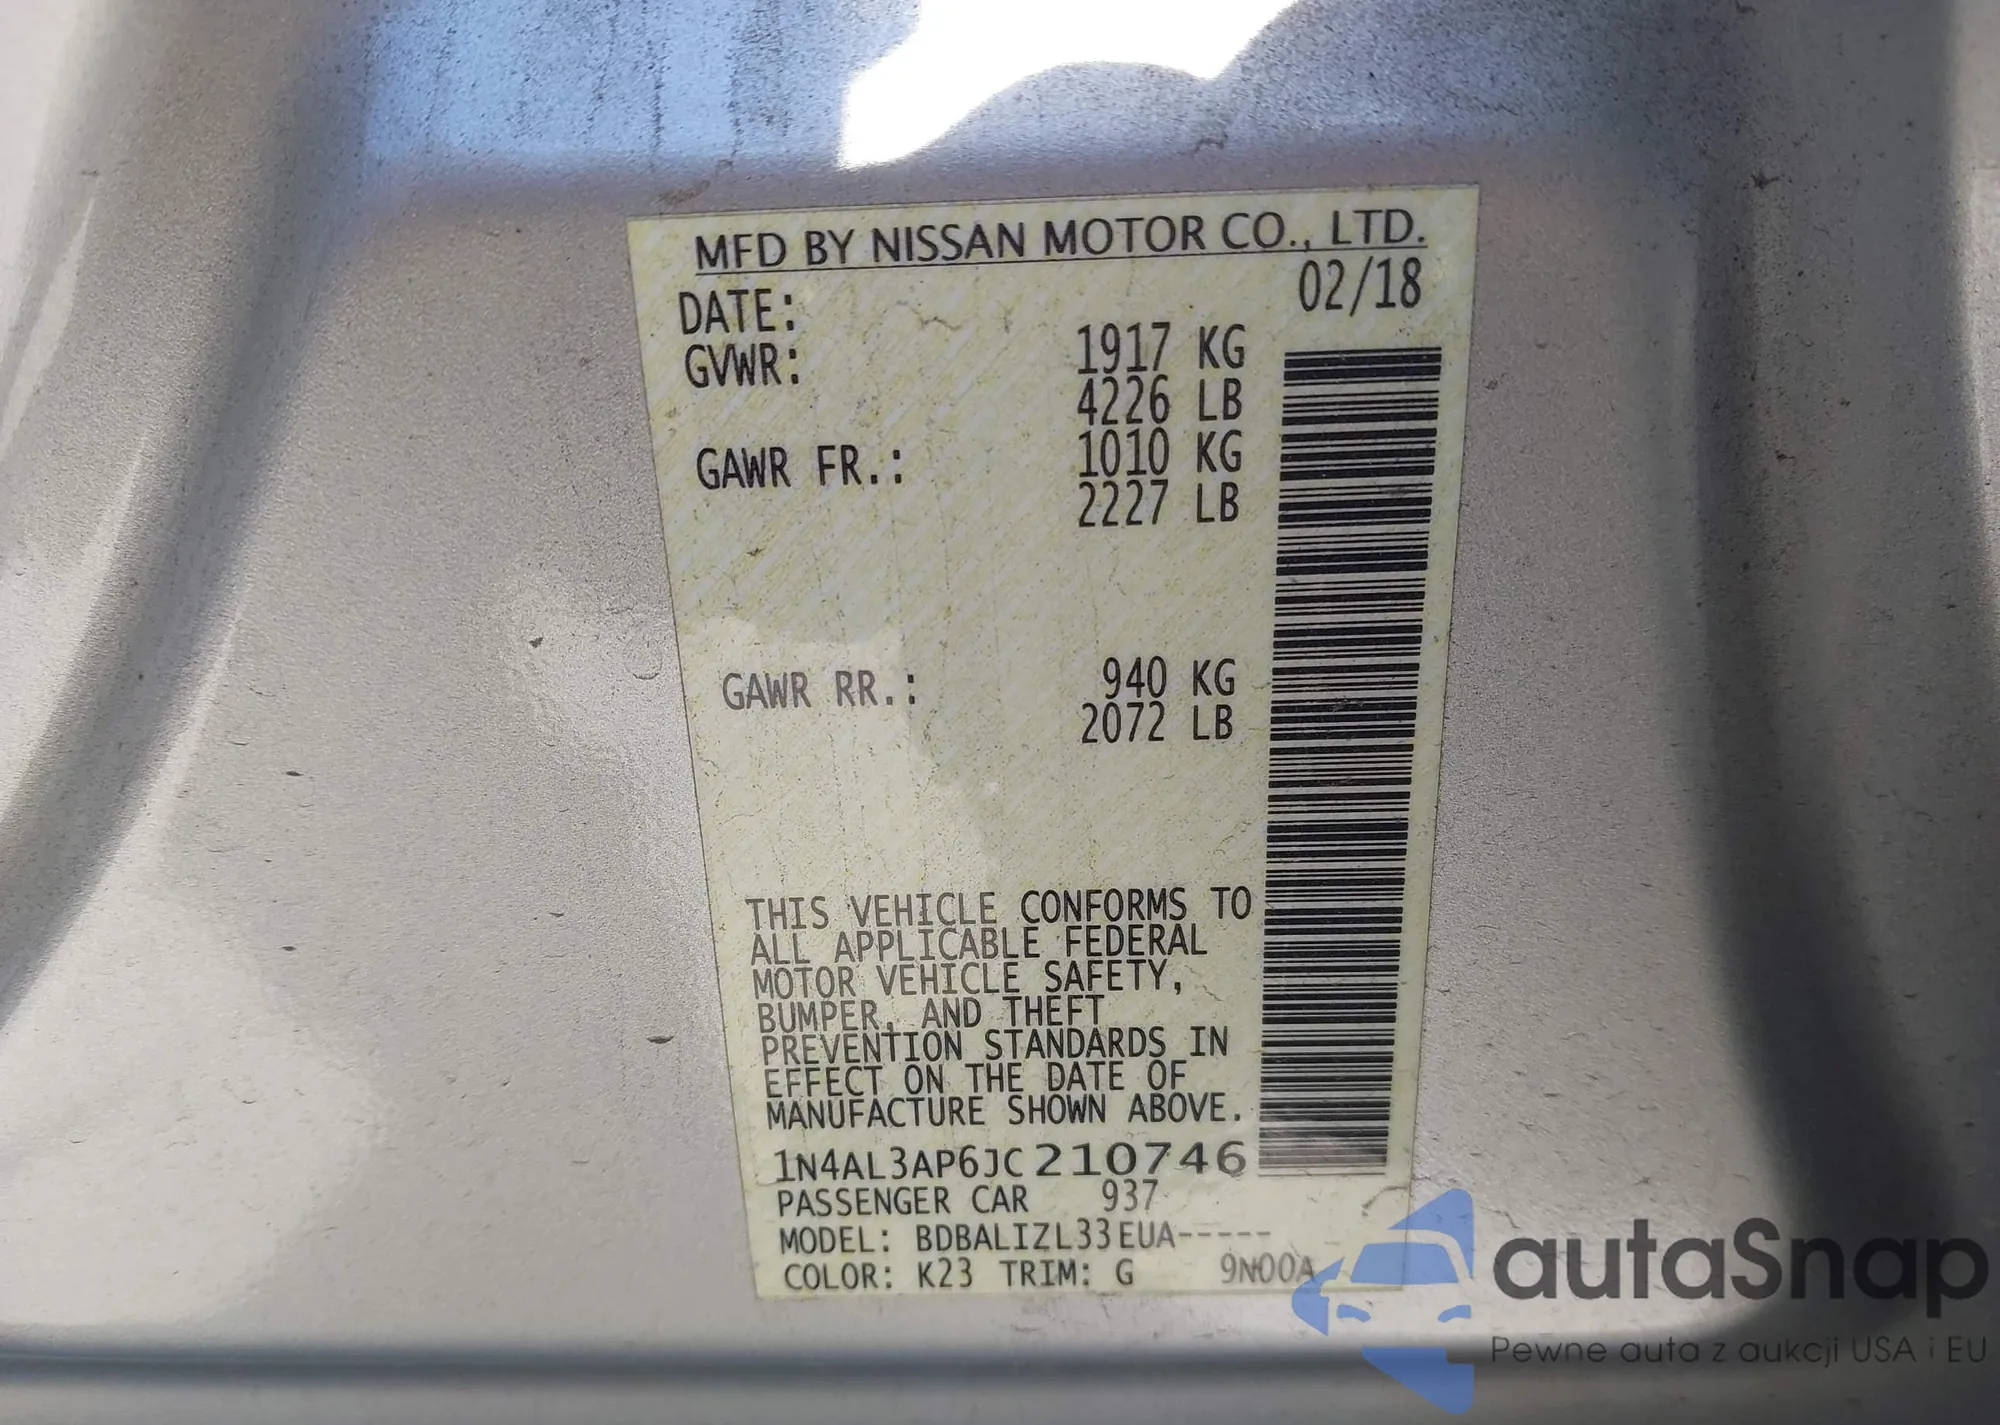 MFD BY NISSAN MOTOR CO., LTD.
DATE: 02/18
GVWR: 1917 KG
4226 LB
GAWR FR.: 1010 KG
2227 LB
GAWR RR.: 940 KG
2072 LB
THIS VEHICLE CONFORMS TO
ALL APPLICABLE FEDERAL
MOTOR VEHICLE SAFETY,
BUMPER, AND THEFT
PREVENTION STANDARDS IN
EFFECT ON THE DATE OF
MANUFACTURE SHOWN ABOVE.
1N4AL3AP6JC210746
PASSENGER CAR 937
MODEL: BDBALIZL33EUA-----
COLOR: K23 TRIM: G 9N00A
autaSnap
Pewne auta z aukcji USA i EU